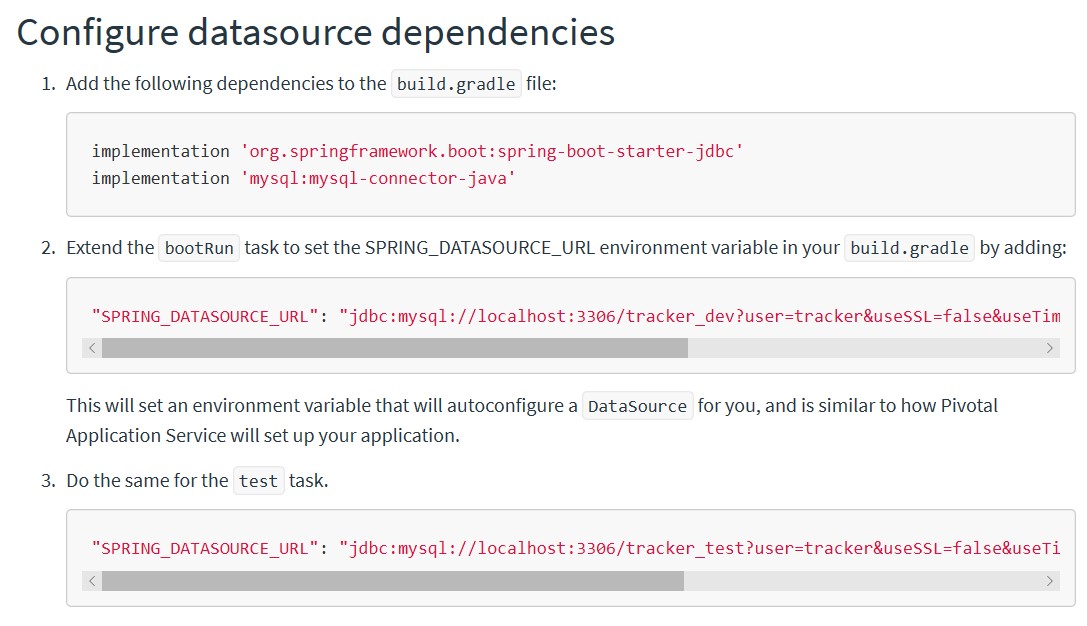 Configure datasource dependencies
1. Add the following dependencies to the build.gradle file:
implementation 'org.springframework.boot:spring-boot-starter-jdbc'
implementation 'mysql:mysql-connector-java'
2. Extend the bootRun task to set the SPRING_DATASOURCE_URL environment variable in your build.gradle by adding:
"SPRING_DATASOURCE_URL": "jdbc:mysql://localhost:3306/tracker_dev?user=tracker&useSSL=false&useTim
This will set an environment variable that will autoconfigure a DataSource for you, and is similar to how Pivotal
Application Service will set up your application.
3. Do the same for the test task.
"SPRING_DATASOURCE_URL": "jdbc:mysql://localhost:3306/tracker_test?user=tracker&useSSL=false&useTi